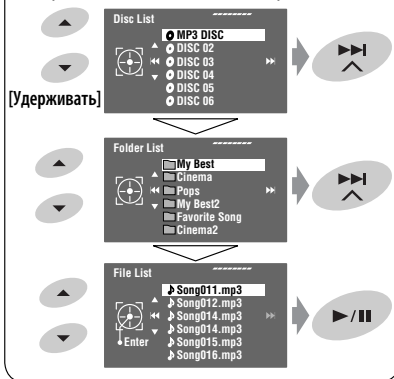 Disc List
MP3 DISC
DISC 02
DISC 03
DISC 04
DISC 05
DISC 06
[Удерживать]
Folder List
My Best
Cinema
Pops
My Best2
Favorite Song
Cinema2
File List
Song011.mp3
Song012.mp3
Song014.mp3
Song014.mp3
Song015.mp3
Song016.mp3
Enter